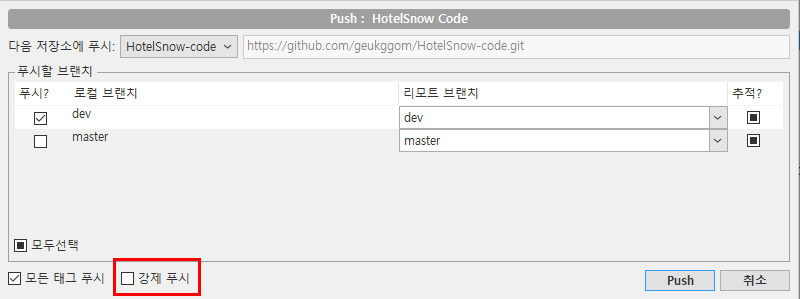 Push : HotelSnow Code
다음 저장소에 푸시: HotelSnow-code https://github.com/geukggom/HotelSnow-code.git
푸시할 브랜치
푸시? 로컬 브랜치 리모트 브랜치 추적?
dev dev
master master
모두선택
모든 태그 푸시 강제 푸시 Push 취소